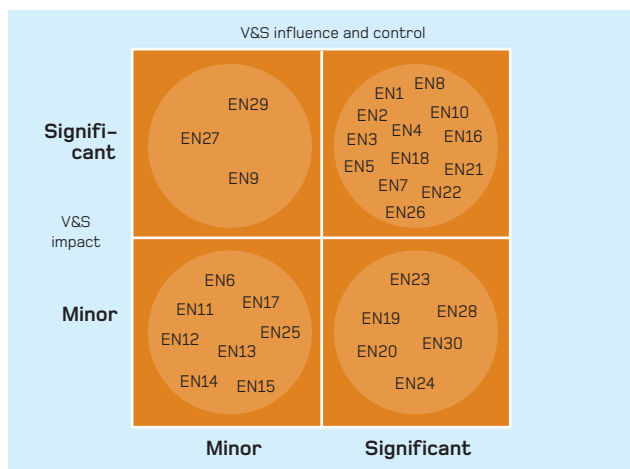 V&S influence and control
Signifi-
cant
V&S
impact
Minor
EN29
EN27
EN9
EN8
EN1
EN10
EN2
EN4
EN16
EN3
EN18
EN5
EN21
EN7
EN22
EN26
EN6
EN17
EN11
EN25
EN12
EN13
EN14
EN15
EN23
EN28
EN19
EN30
EN20
EN24
Minor
Significant